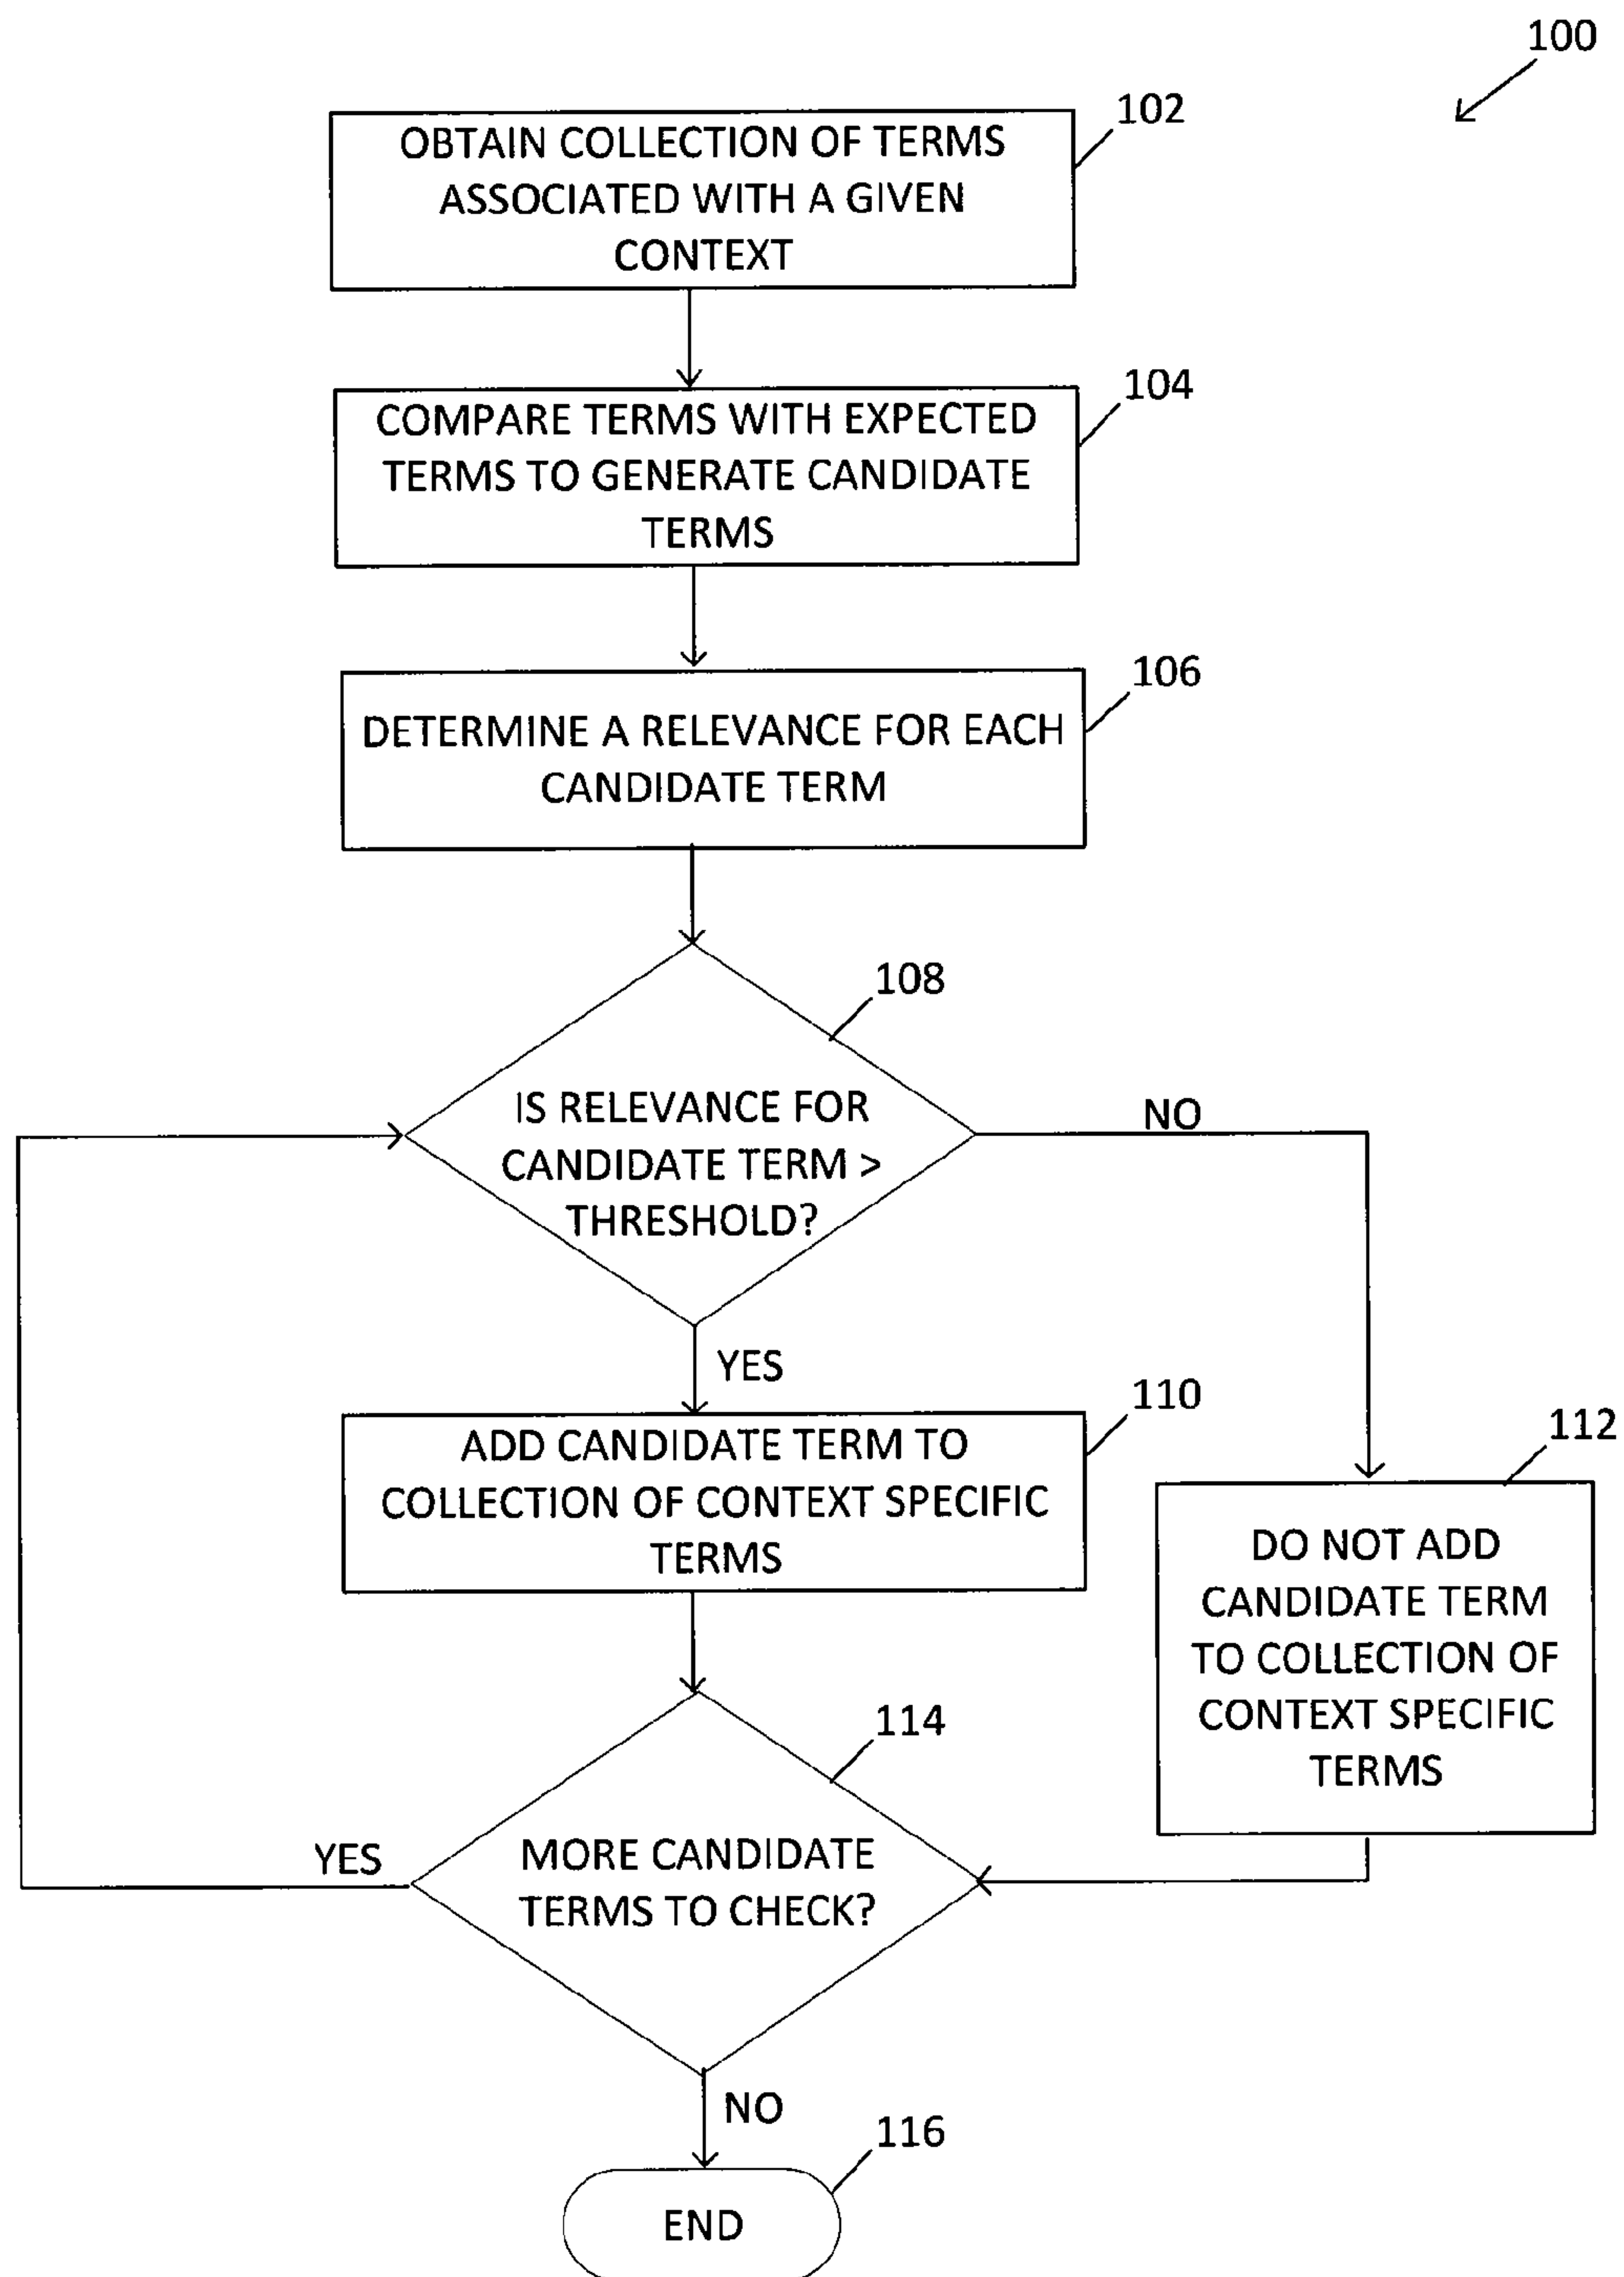 100
102
OBTAIN COLLECTION OF TERMS
ASSOCIATED WITH A GIVEN
CONTEXT
104
COMPARE TERMS WITH EXPECTED
TERMS TO GENERATE CANDIDATE
TERMS
106
DETERMINE A RELEVANCE FOR EACH
CANDIDATE TERM
108
IS RELEVANCE FOR
CANDIDATE TERM >
THRESHOLD?
NO
YES
110
ADD CANDIDATE TERM TO
COLLECTION OF CONTEXT SPECIFIC
TERMS
112
DO NOT ADD
CANDIDATE TERM
TO COLLECTION OF
CONTEXT SPECIFIC
TERMS
114
MORE CANDIDATE
TERMS TO CHECK?
YES
NO
116
END